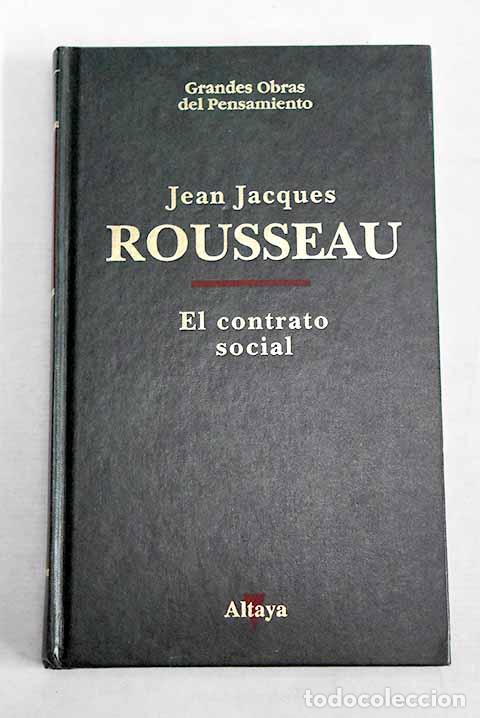 Grandes Obras
del Pensamiento
Jean Jacques
ROUSSEAU
El contrato
social
Altaya
todocoleccion